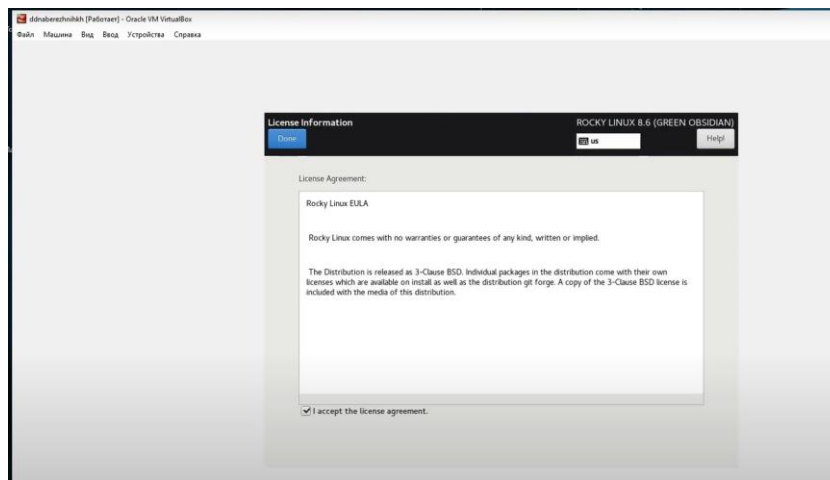 ddnaberezhnihkh [Работает] - Oracle VM VirtualBox
Файл Машина Вид Ввод Устройства Справка
License Information
ROCKY LINUX 8.6 (GREEN OBSIDIAN)
Done
us
Help!
License Agreement:
Rocky Linux EULA
Rocky Linux comes with no warranties or guarantees of any kind, written or implied.
The Distribution is released as 3-Clause BSD. Individual packages in the distribution come with their own
licenses which are available on install as well as the distribution git forge. A copy of the 3-Clause BSD license is
included with the media of this distribution.
I accept the license agreement.